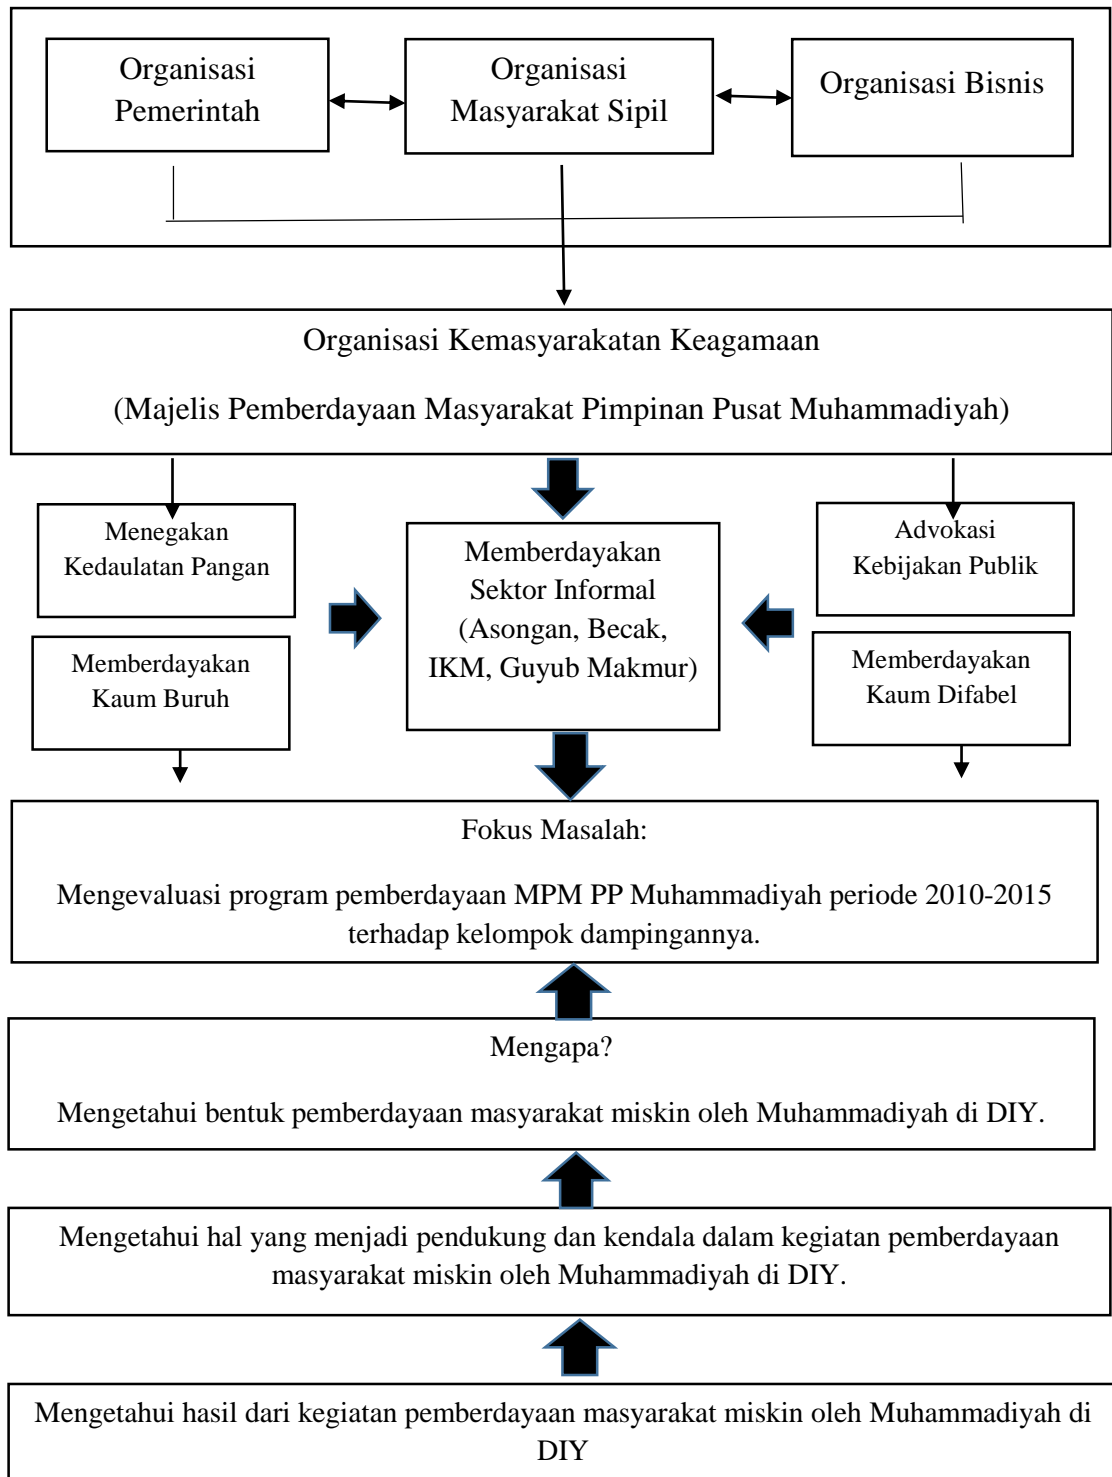 Organisasi
Pemerintah
Organisasi
Masyarakat Sipil
Organisasi Bisnis
Organisasi Kemasyarakatan Keagamaan
(Majelis Pemberdayaan Masyarakat Pimpinan Pusat Muhammadiyah)
Menegakan
Kedaulatan Pangan
Memberdayakan
Kaum Buruh
Memberdayakan
Sektor Informal
(Asongan, Becak,
IKM, Guyub Makmur)
Advokasi
Kebijakan Publik
Memberdayakan
Kaum Difabel
Fokus Masalah:
Mengevaluasi program pemberdayaan MPM PP Muhammadiyah periode 2010-2015
terhadap kelompok dampingannya.
Mengapa?
Mengetahui bentuk pemberdayaan masyarakat miskin oleh Muhammadiyah di DIY.
Mengetahui hal yang menjadi pendukung dan kendala dalam kegiatan pemberdayaan
masyarakat miskin oleh Muhammadiyah di DIY.
Mengetahui hasil dari kegiatan pemberdayaan masyarakat miskin oleh Muhammadiyah di
DIY